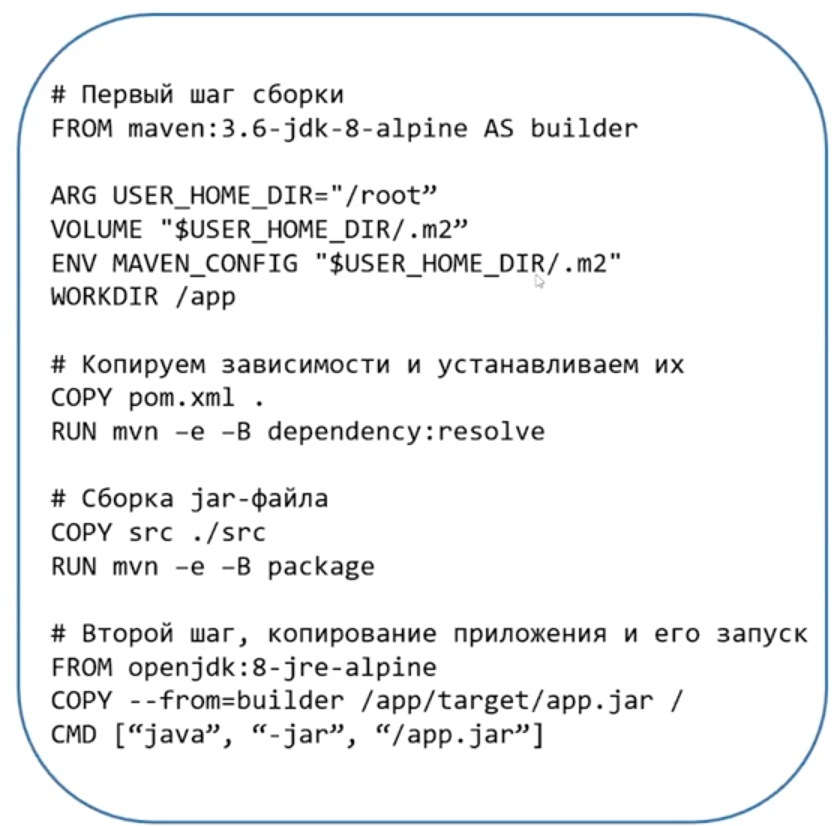 # Первый шаг сборки
FROM maven:3.6-jdk-8-alpine AS builder
ARG USER_HOME_DIR="/root”
VOLUME "$USER_HOME_DIR/.m2”
ENV MAVEN_CONFIG "$USER_HOME_DIR/.m2"
WORKDIR /app
# Копируем зависимости и устанавливаем их
COPY pom.xml .
RUN mvn –e –B dependency:resolve
# Сборка jar-файла
COPY src ./src
RUN mvn –e –B package
# Второй шаг, копирование приложения и его запуск
FROM openjdk:8-jre-alpine
COPY --from=builder /app/target/app.jar /
CMD [“java”, “-jar”, “/app.jar”]